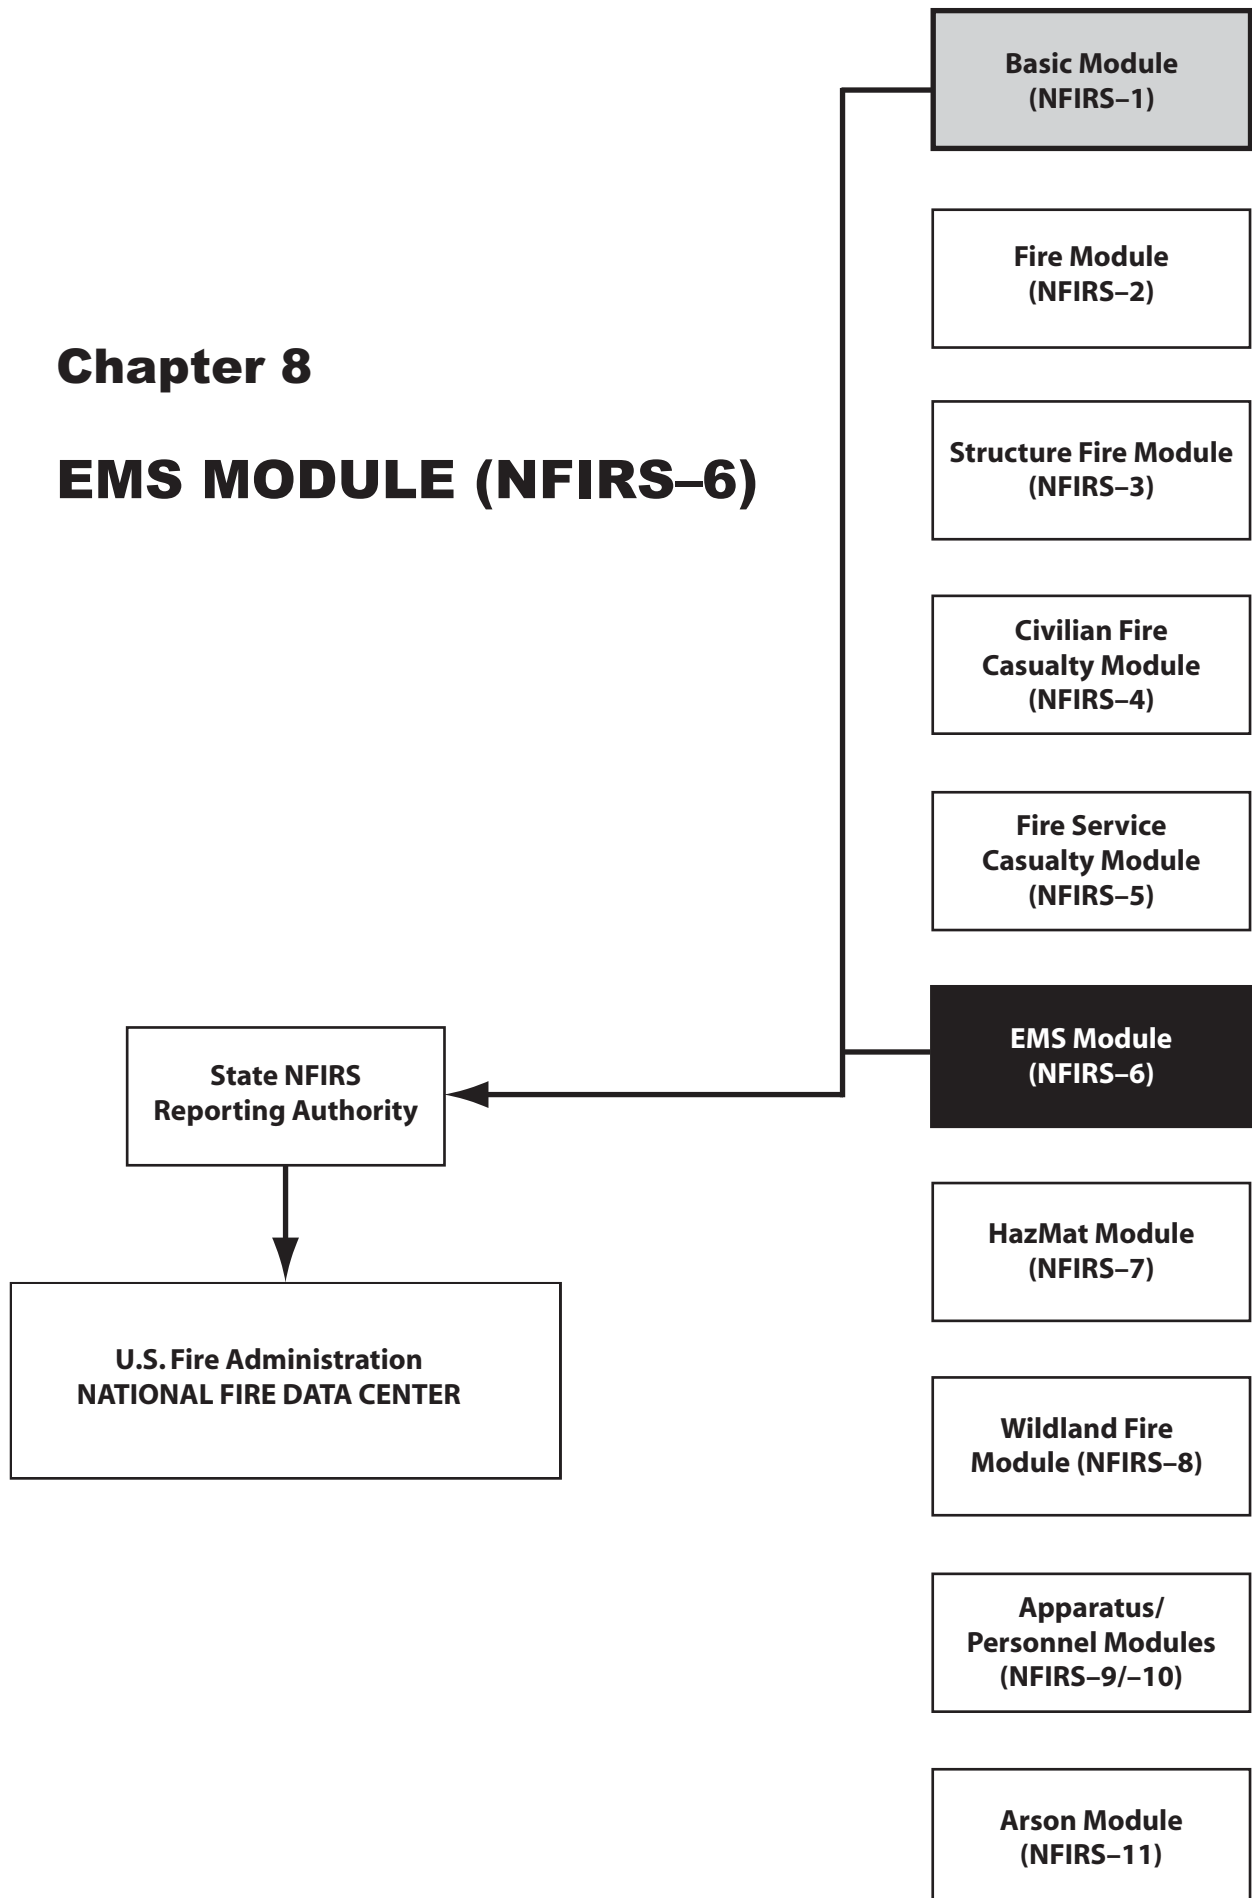 Chapter 8
EMS MODULE (NFIRS–6)
Basic Module
(NFIRS–1)
Fire Module
(NFIRS–2)
Structure Fire Module
(NFIRS–3)
Civilian Fire
Casualty Module
(NFIRS–4)
Fire Service
Casualty Module
(NFIRS–5)
EMS Module
(NFIRS–6)
HazMat Module
(NFIRS–7)
Wildland Fire
Module (NFIRS–8)
Apparatus/
Personnel Modules
(NFIRS–9/–10)
Arson Module
(NFIRS–11)
State NFIRS
Reporting Authority
U.S. Fire Administration
NATIONAL FIRE DATA CENTER